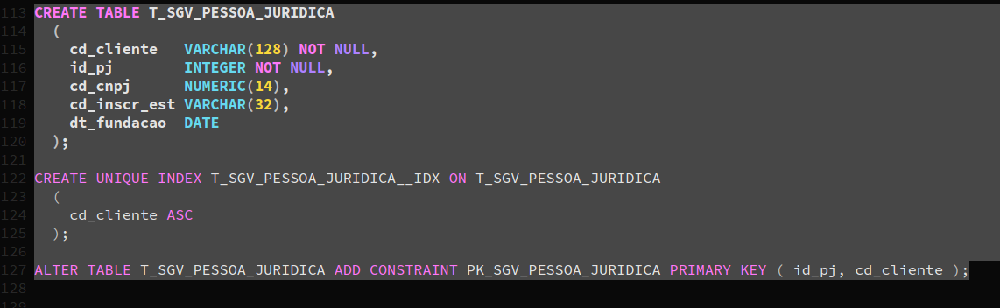 113 CREATE TABLE T_SGV_PESSOA_JURIDICA
114   (
115     cd_cliente   VARCHAR(128) NOT NULL,
116     id_pj        INTEGER NOT NULL,
117     cd_cnpj      NUMERIC(14),
118     cd_inscr_est VARCHAR(32),
119     dt_fundacao  DATE
120   );
121
122 CREATE UNIQUE INDEX T_SGV_PESSOA_JURIDICA__IDX ON T_SGV_PESSOA_JURIDICA
123   (
124     cd_cliente ASC
125   );
126
127 ALTER TABLE T_SGV_PESSOA_JURIDICA ADD CONSTRAINT PK_SGV_PESSOA_JURIDICA PRIMARY KEY ( id_pj, cd_cliente );
128
129